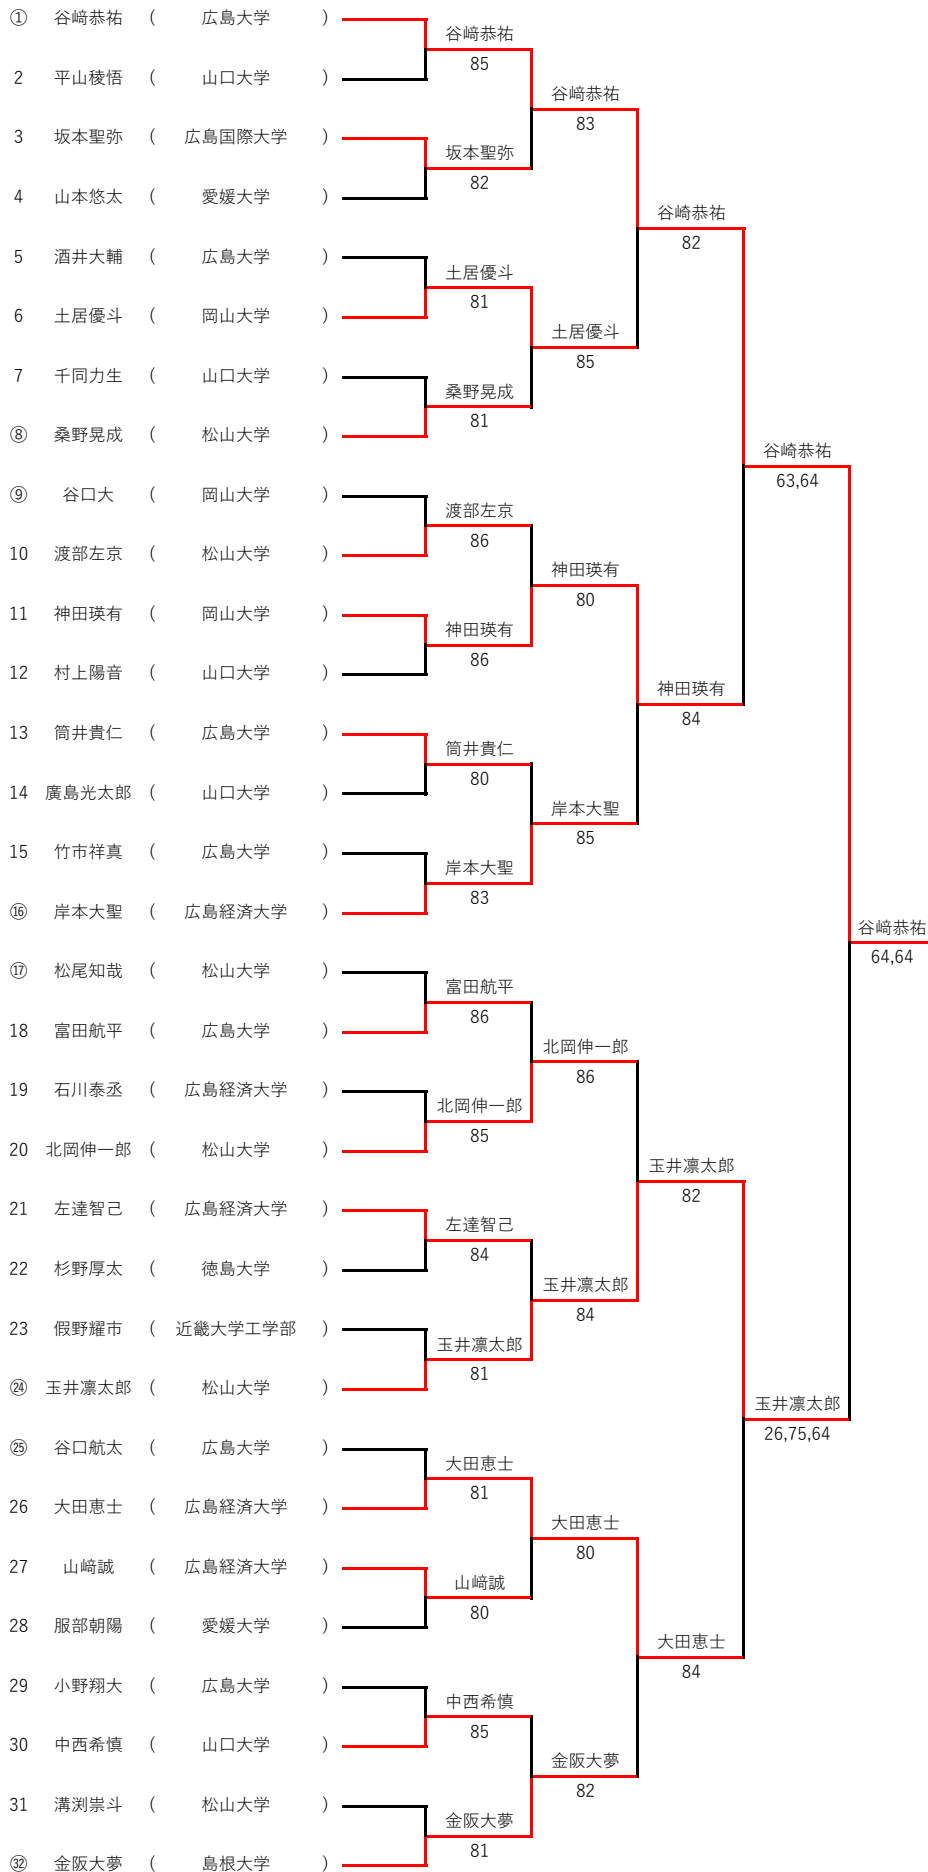 ① 谷﨑恭祐 ( 広島大学 )
谷﨑恭祐
85
2 平山稜悟 ( 山口大学 )
谷﨑恭祐
83
3 坂本聖弥 ( 広島国際大学 )
坂本聖弥
82
4 山本悠太 ( 愛媛大学 )
谷崎恭祐
82
5 酒井大輔 ( 広島大学 )
土居優斗
81
6 土居優斗 ( 岡山大学 )
土居優斗
85
7 千同力生 ( 山口大学 )
桑野晃成
81
⑧ 桑野晃成 ( 松山大学 )
谷崎恭祐
63,64
⑨ 谷口大 ( 岡山大学 )
渡部左京
86
10 渡部左京 ( 松山大学 )
神田瑛有
80
11 神田瑛有 ( 岡山大学 )
神田瑛有
86
12 村上陽音 ( 山口大学 )
神田瑛有
84
13 筒井貴仁 ( 広島大学 )
筒井貴仁
80
14 廣島光太郎 ( 山口大学 )
岸本大聖
85
15 竹市祥真 ( 広島大学 )
岸本大聖
83
⑯ 岸本大聖 ( 広島経済大学 )
谷﨑恭祐
64,64
⑰ 松尾知哉 ( 松山大学 )
富田航平
86
18 富田航平 ( 広島大学 )
北岡伸一郎
86
19 石川泰丞 ( 広島経済大学 )
北岡伸一郎
85
20 北岡伸一郎 ( 松山大学 )
玉井凛太郎
82
21 左達智己 ( 広島経済大学 )
左達智己
84
22 杉野厚太 ( 徳島大学 )
玉井凛太郎
84
23 假野耀市 ( 近畿大学工学部 )
玉井凛太郎
81
㉔ 玉井凛太郎 ( 松山大学 )
玉井凛太郎
26,75,64
㉕ 谷口航太 ( 広島大学 )
大田恵士
81
26 大田恵士 ( 広島経済大学 )
大田恵士
80
27 山﨑誠 ( 広島経済大学 )
山﨑誠
80
28 服部朝陽 ( 愛媛大学 )
大田恵士
84
29 小野翔大 ( 広島大学 )
中西希慎
85
30 中西希慎 ( 山口大学 )
金阪大夢
82
31 溝渕崇斗 ( 松山大学 )
金阪大夢
81
㉜ 金阪大夢 ( 島根大学 )